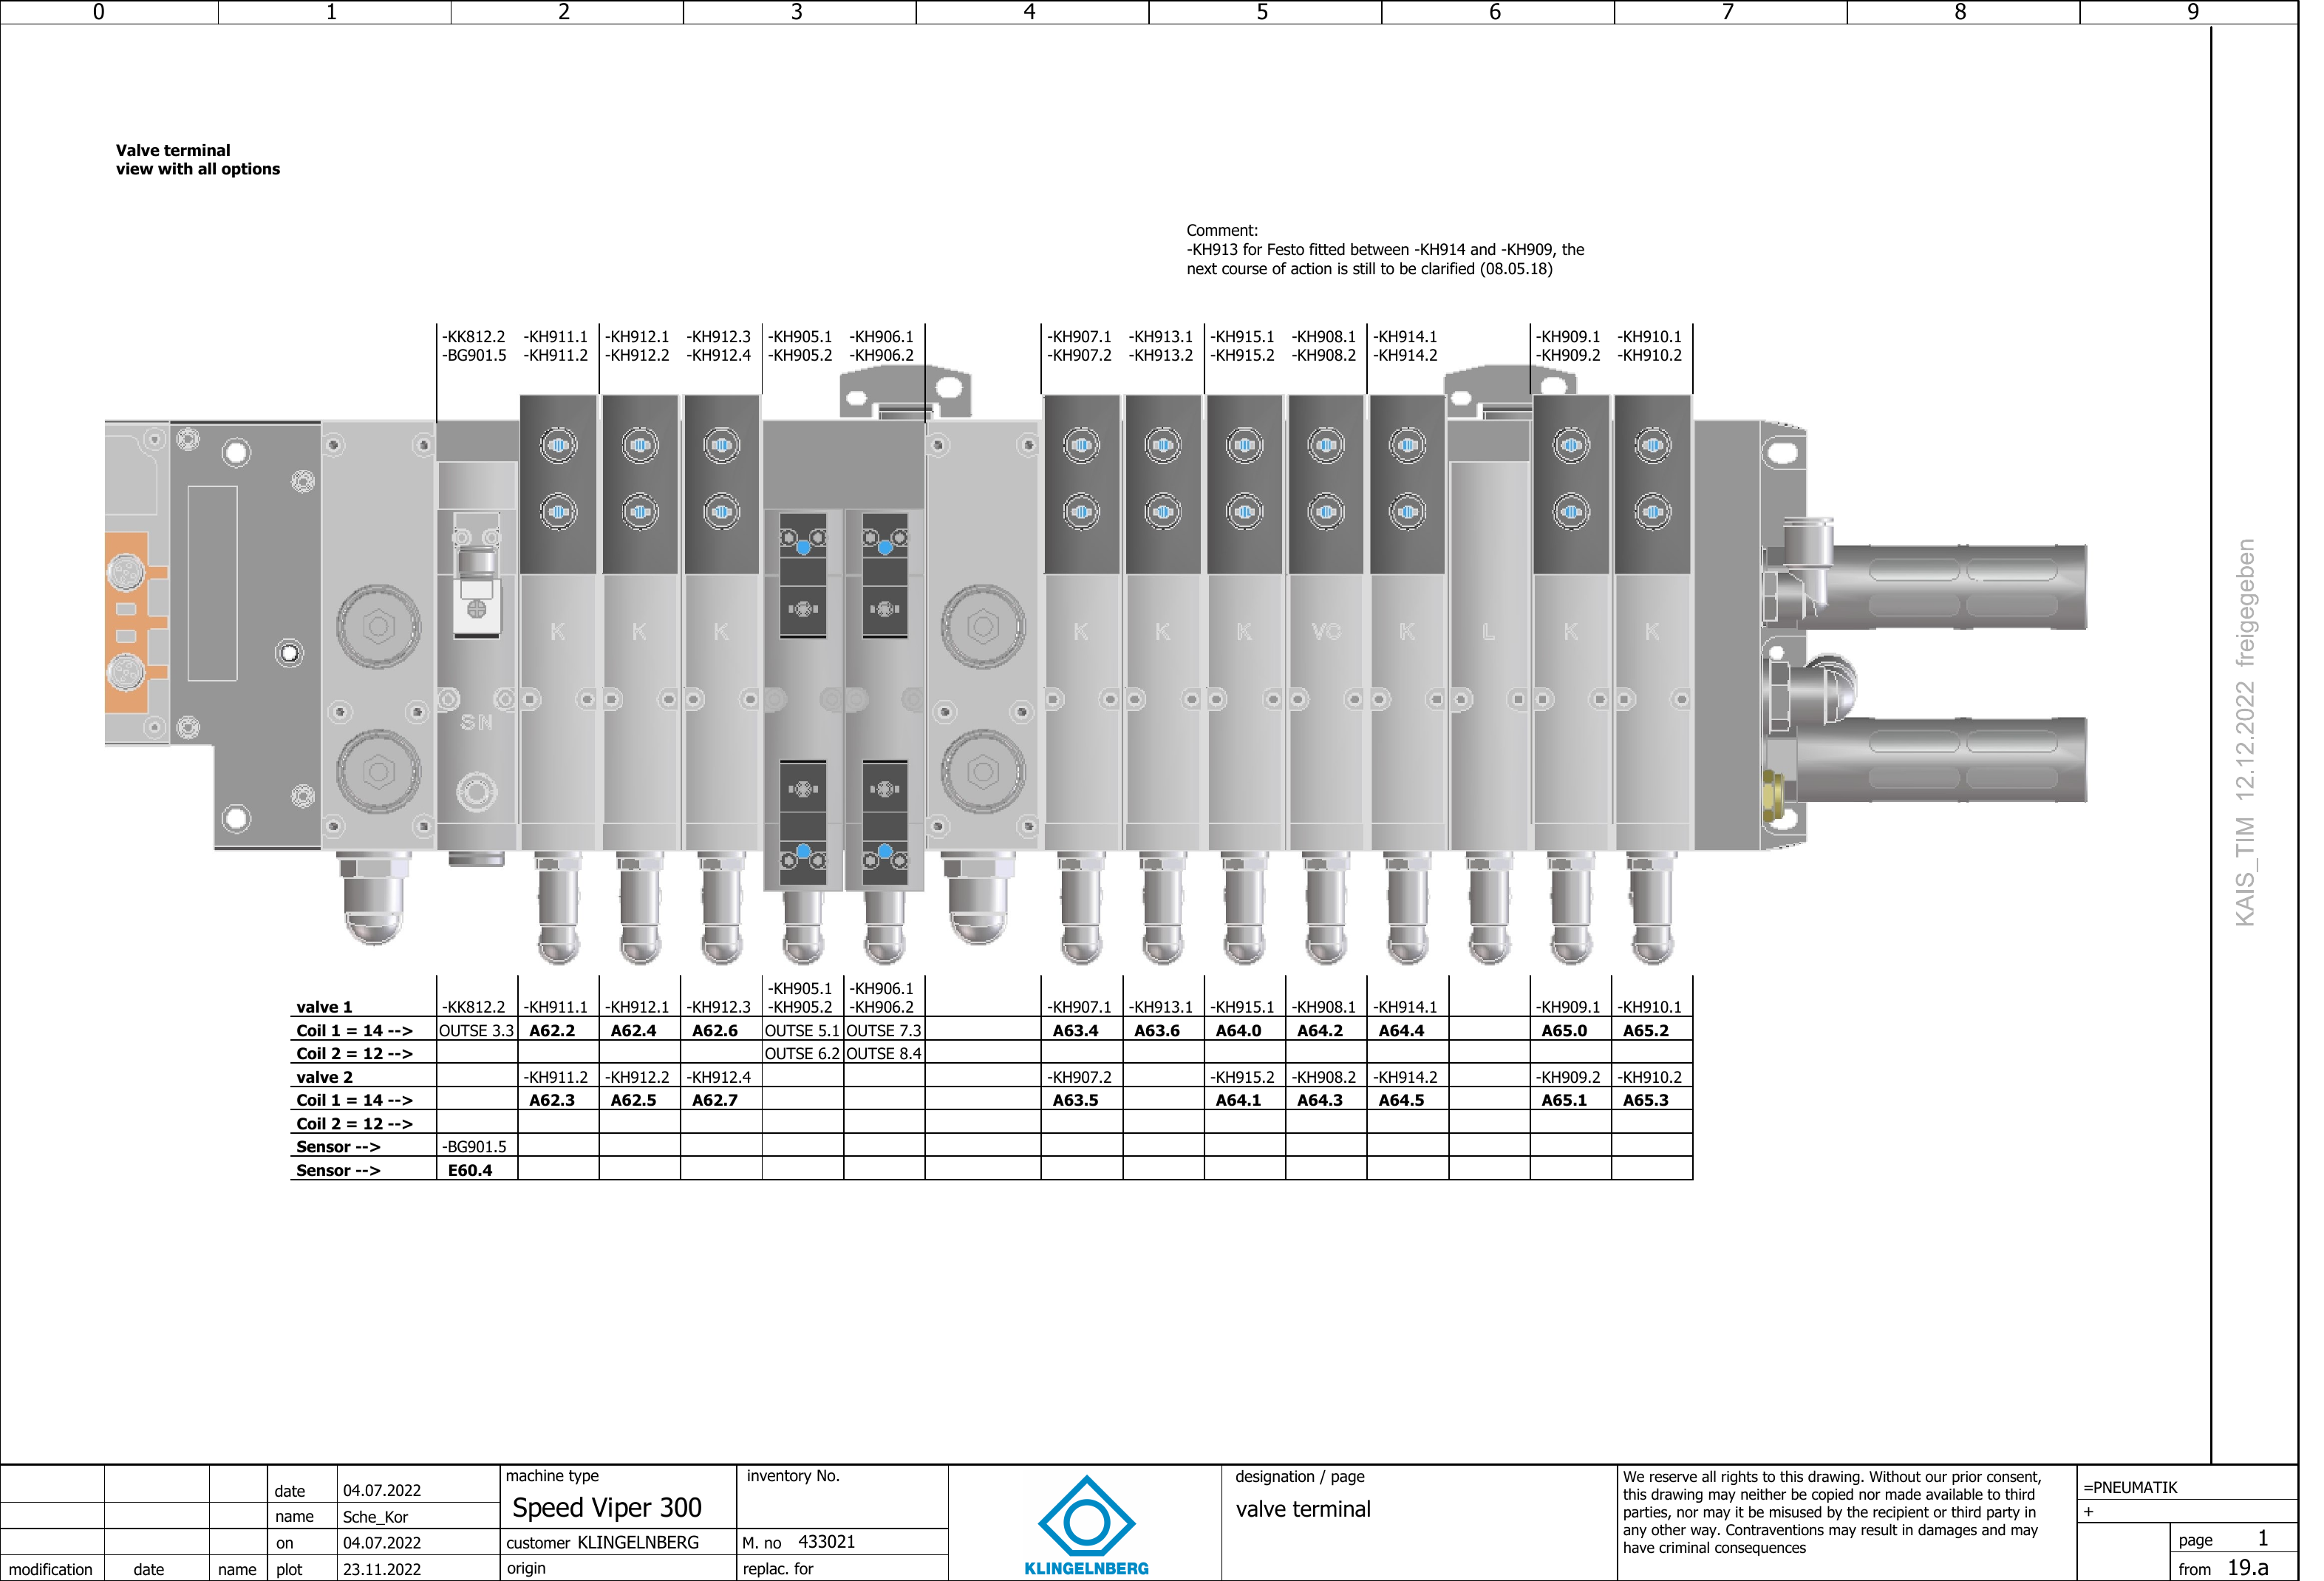 0 1 2 3 4 5 6 7 8 9
Valve terminal
view with all options
Comment:
-KH913 for Festo fitted between -KH914 and -KH909, the
next course of action is still to be clarified (08.05.18)
-KK812.2 -KH911.1 -KH912.1 -KH912.3 -KH905.1 -KH906.1 -KH907.1 -KH913.1 -KH915.1 -KH908.1 -KH914.1 -KH909.1 -KH910.1
-BG901.5 -KH911.2 -KH912.2 -KH912.4 -KH905.2 -KH906.2 -KH907.2 -KH913.2 -KH915.2 -KH908.2 -KH914.2 -KH909.2 -KH910.2
K K K K K K VC K L K K
SN
-KH905.1 -KH906.1
valve 1 -KK812.2 -KH911.1 -KH912.1 -KH912.3 -KH905.2 -KH906.2 -KH907.1 -KH913.1 -KH915.1 -KH908.1 -KH914.1 -KH909.1 -KH910.1
Coil 1 = 14 --> OUTSE 3.3 A62.2 A62.4 A62.6 OUTSE 5.1 OUTSE 7.3 A63.4 A63.6 A64.0 A64.2 A64.4 A65.0 A65.2
Coil 2 = 12 --> OUTSE 6.2 OUTSE 8.4
valve 2 -KH911.2 -KH912.2 -KH912.4 -KH907.2 -KH915.2 -KH908.2 -KH914.2 -KH909.2 -KH910.2
Coil 1 = 14 --> A62.3 A62.5 A62.7 A63.5 A64.1 A64.3 A64.5 A65.1 A65.3
Coil 2 = 12 -->
Sensor --> -BG901.5
Sensor --> E60.4
KAIS_TIM 12.12.2022 freigegeben
date 04.07.2022
name Sche_Kor
on 04.07.2022
modification date name plot 23.11.2022
machine type
Speed Viper 300
customer KLINGELNBERG
origin
inventory No.
M. no 433021
replac. for
KLINGELNBERG
designation / page
valve terminal
We reserve all rights to this drawing. Without our prior consent,
this drawing may neither be copied nor made available to third
parties, nor may it be misused by the recipient or third party in
any other way. Contraventions may result in damages and may
have criminal consequences
=PNEUMATIK
+
page 1
from 19.a